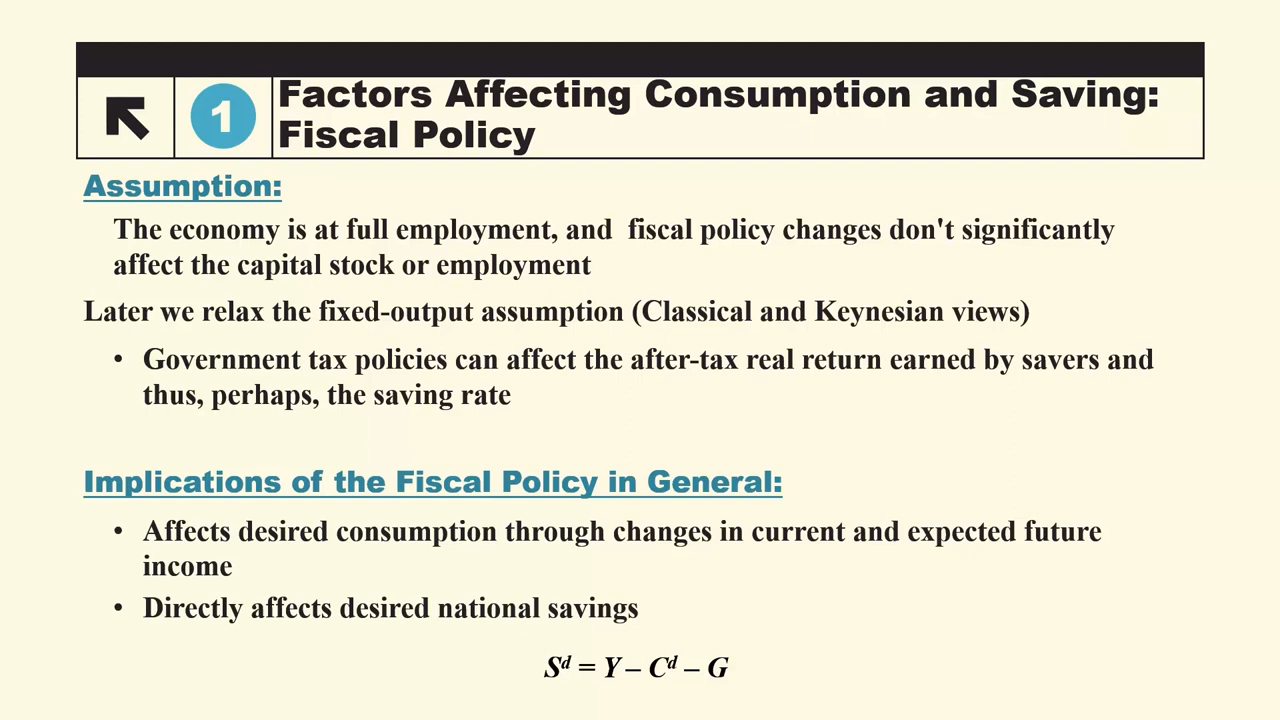 1
Factors Affecting Consumption and Saving:
Fiscal Policy
Assumption:
The economy is at full employment, and  fiscal policy changes don't significantly
affect the capital stock or employment
Later we relax the fixed-output assumption (Classical and Keynesian views)
• Government tax policies can affect the after-tax real return earned by savers and
thus, perhaps, the saving rate
Implications of the Fiscal Policy in General:
• Affects desired consumption through changes in current and expected future
income
• Directly affects desired national savings
Sᵈ = Y – Cᵈ – G